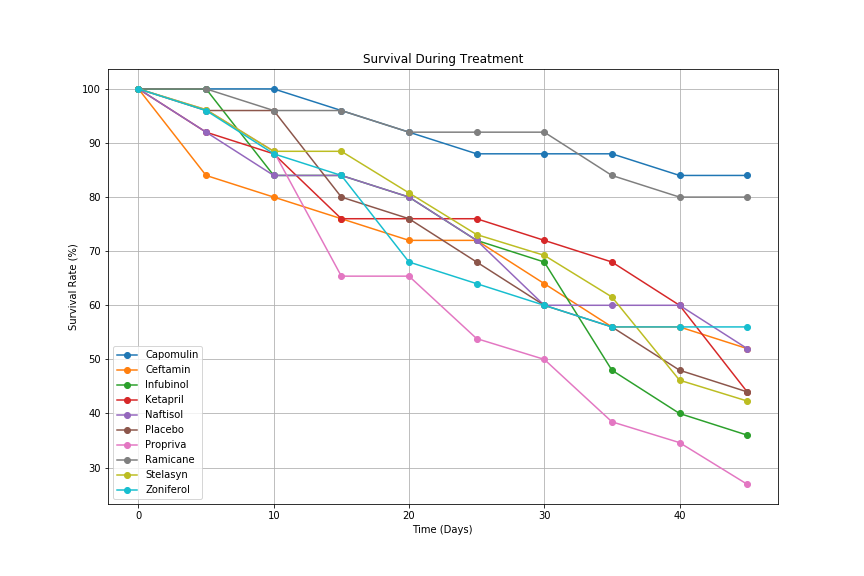 Survival During Treatment
100
90
80
70
60
50
40
30
Survival Rate (%)
Capomulin
Ceftamin
Infubinol
Ketapril
Naftisol
Placebo
Propriva
Ramicane
Stelasyn
Zoniferol
0 10 20 30 40
Time (Days)